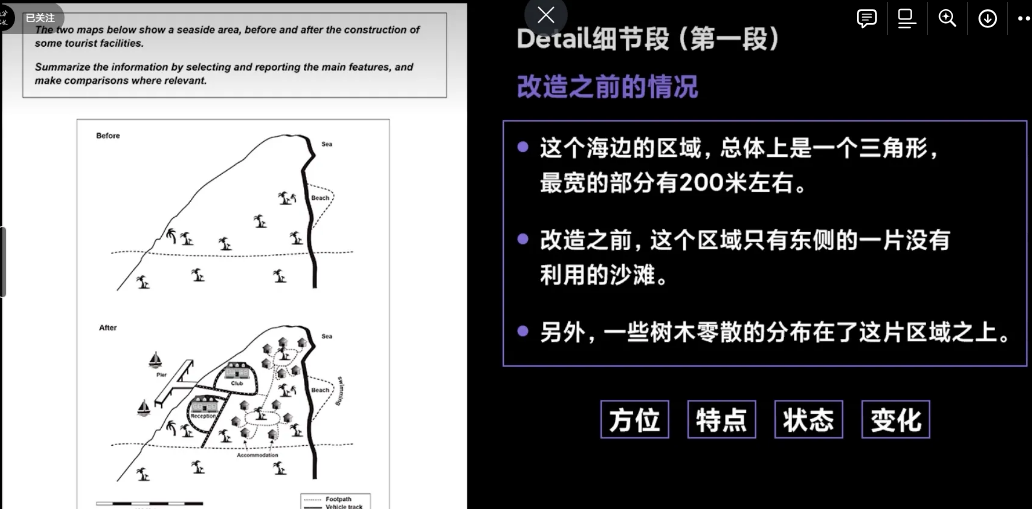 已关注
The two maps below show a seaside area, before and after the construction of
some tourist facilities.
Summarize the information by selecting and reporting the main features, and
make comparisons where relevant.
Before
Sea
Beach
After
Sea
Pier
Club
Beach
swimming
Reception
Accommodation
Footpath
Vehicle track
Detail细节段（第一段）
改造之前的情况
这个海边的区域，总体上是一个三角形，
最宽的部分有200米左右。
改造之前，这个区域只有东侧的一片没有
利用的沙滩。
另外，一些树木零散的分布在了这片区域之上。
方位
特点
状态
变化